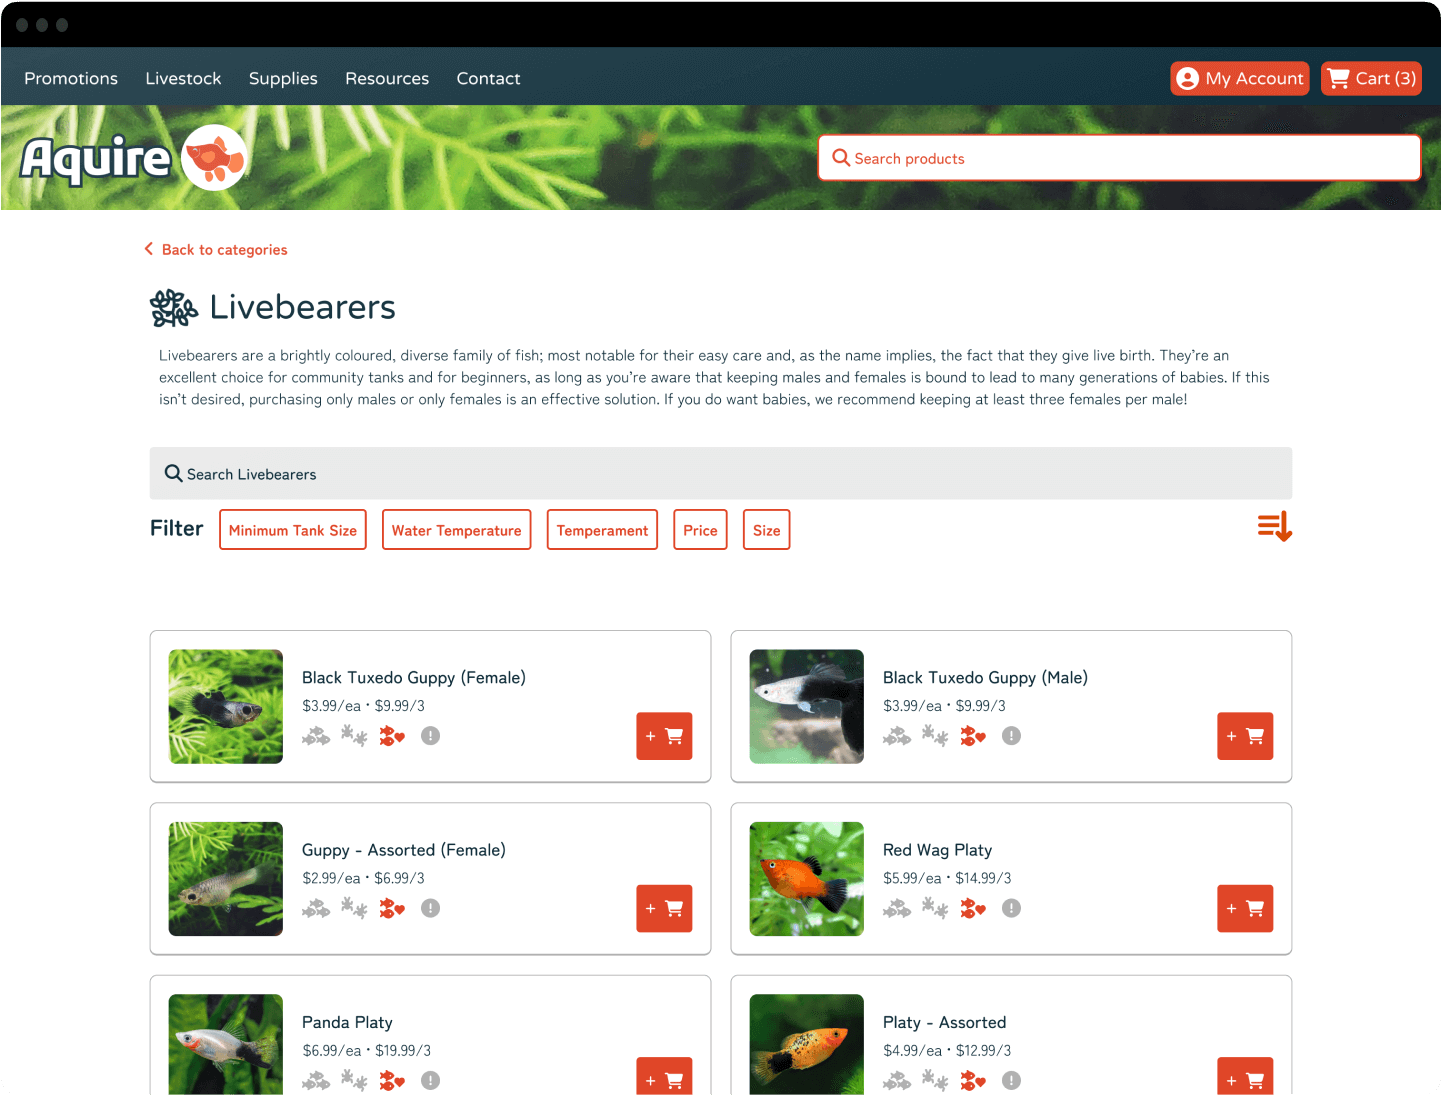 Promotions Livestock Supplies Resources Contact My Account Cart (3)
Aquire
Search products
Back to categories
Livebearers
Livebearers are a brightly coloured, diverse family of fish; most notable for their easy care and, as the name implies, the fact that they give live birth. They’re an
excellent choice for community tanks and for beginners, as long as you’re aware that keeping males and females is bound to lead to many generations of babies. If this
isn’t desired, purchasing only males or only females is an effective solution. If you do want babies, we recommend keeping at least three females per male!
Search Livebearers
Filter Minimum Tank Size Water Temperature Temperament Price Size
Black Tuxedo Guppy (Female)
$3.99/ea • $9.99/3
+
Black Tuxedo Guppy (Male)
$3.99/ea • $9.99/3
+
Guppy - Assorted (Female)
$2.99/ea • $6.99/3
+
Red Wag Platy
$5.99/ea • $14.99/3
+
Panda Platy
$6.99/ea • $19.99/3
+
Platy - Assorted
$4.99/ea • $12.99/3
+